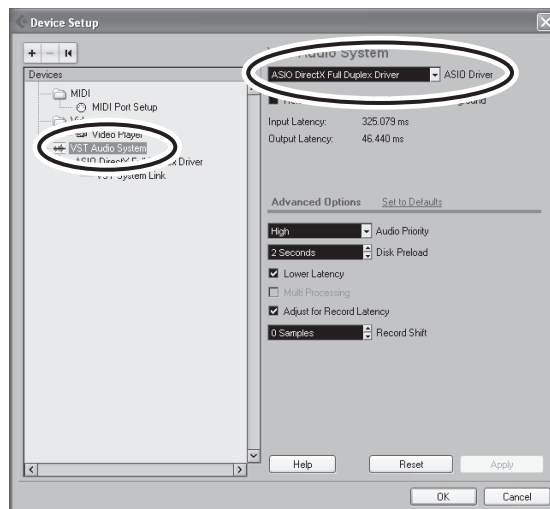 Device Setup
Devices
MIDI
MIDI Port Setup
Video Player
VST Audio System
VST System Link
Audio System
ASIO DirectX Full Duplex Driver ASIO Driver
Input Latency: 325.079 ms
Output Latency: 46.440 ms
Advanced Options Set to Defaults
High Audio Priority
2 Seconds Disk Preload
Lower Latency
Multi Processing
Adjust for Record Latency
0 Samples Record Shift
Help Reset Apply
OK Cancel